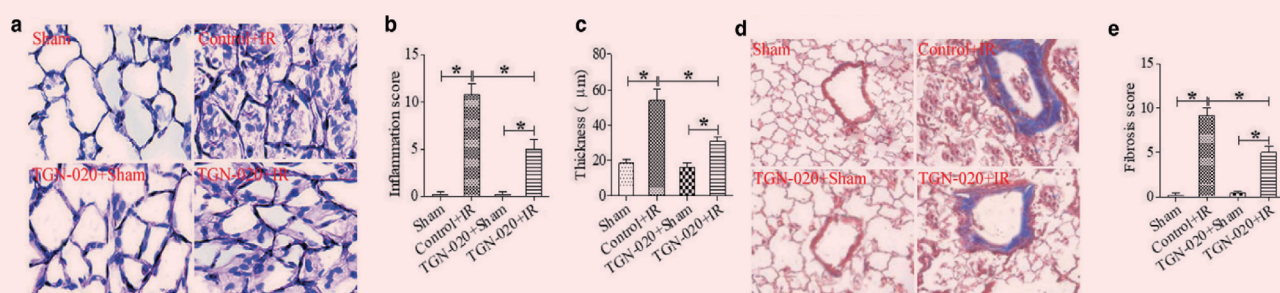 a
Sham
Control+IR
TGN-020+Sham
TGN-020+IR
b
Inflammation score
15
10
5
0
Sham
Control+IR
TGN-020+Sham
TGN-020+IR
* * *
c
Thickness ( μm)
80
60
40
20
0
Sham
Control+IR
TGN-020+Sham
TGN-020+IR
* * *
d
Sham
Control+IR
TGN-020+Sham
TGN-020+IR
e
Fibrosis score
15
10
5
0
Sham
Control+IR
TGN-020+Sham
TGN-020+IR
* * *